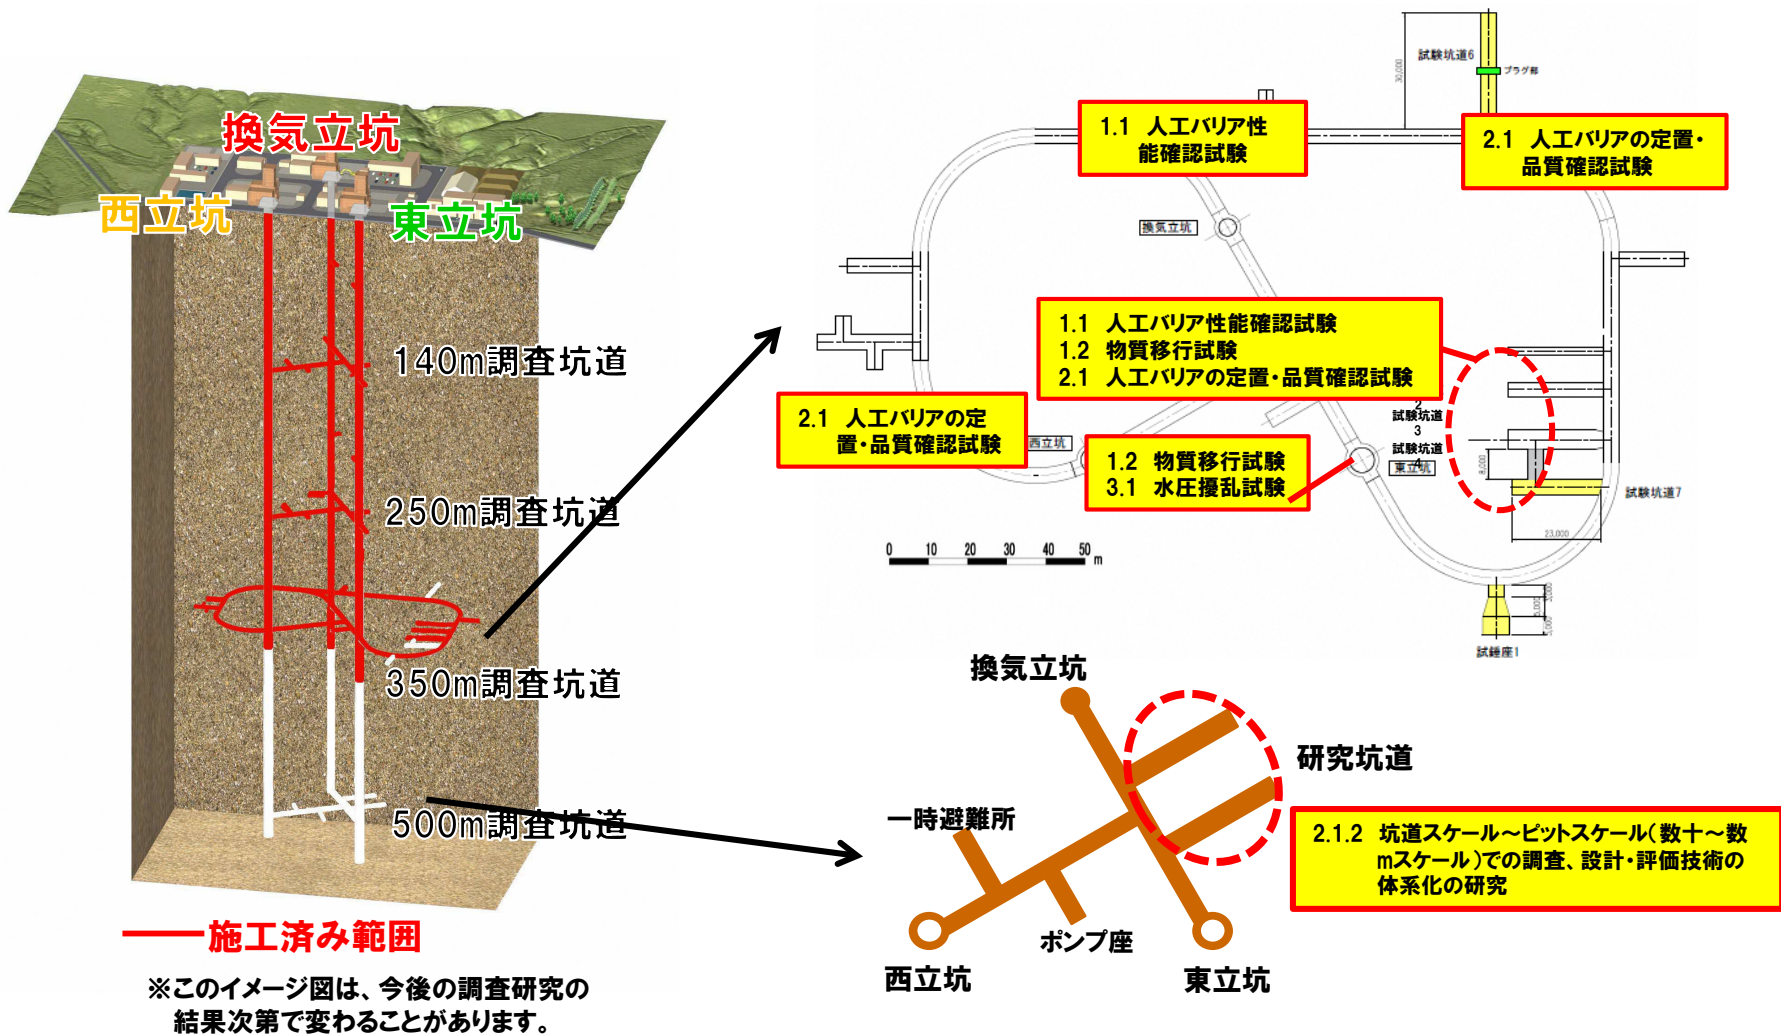 換気立坑
西立坑
東立坑
140m調査坑道
250m調査坑道
350m調査坑道
500m調査坑道
施工済み範囲
※このイメージ図は、今後の調査研究の
結果次第で変わることがあります。
試験坑道6
プラグ部
30,000
1.1 人工バリア性
能確認試験
2.1 人工バリアの定置・
品質確認試験
換気立坑
1.1 人工バリア性能確認試験
1.2 物質移行試験
2.1 人工バリアの定置・品質確認試験
2.1 人工バリアの定
置・品質確認試験
西立坑
1.2 物質移行試験
3.1 水圧擾乱試験
2
試験坑道
3
試験坑道
4
東立坑
8,000
試験坑道7
23,000
0 10 20 30 40 50
m
5,000
試錐座1
換気立坑
研究坑道
一時避難所
ポンプ座
西立坑
東立坑
2.1.2 坑道スケール～ピットスケール(数十～数
mスケール)での調査、設計・評価技術の
体系化の研究